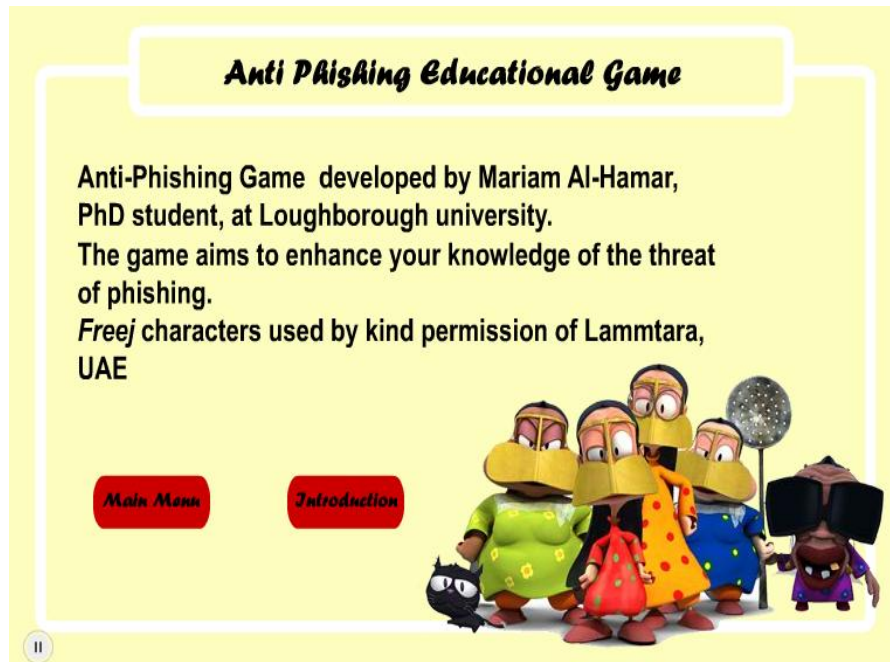 Anti Phishing Educational Game
Anti-Phishing Game developed by Mariam Al-Hamar,
PhD student, at Loughborough university.
The game aims to enhance your knowledge of the threat
of phishing.
Freej characters used by kind permission of Lammtara,
UAE
Main Menu
Introduction